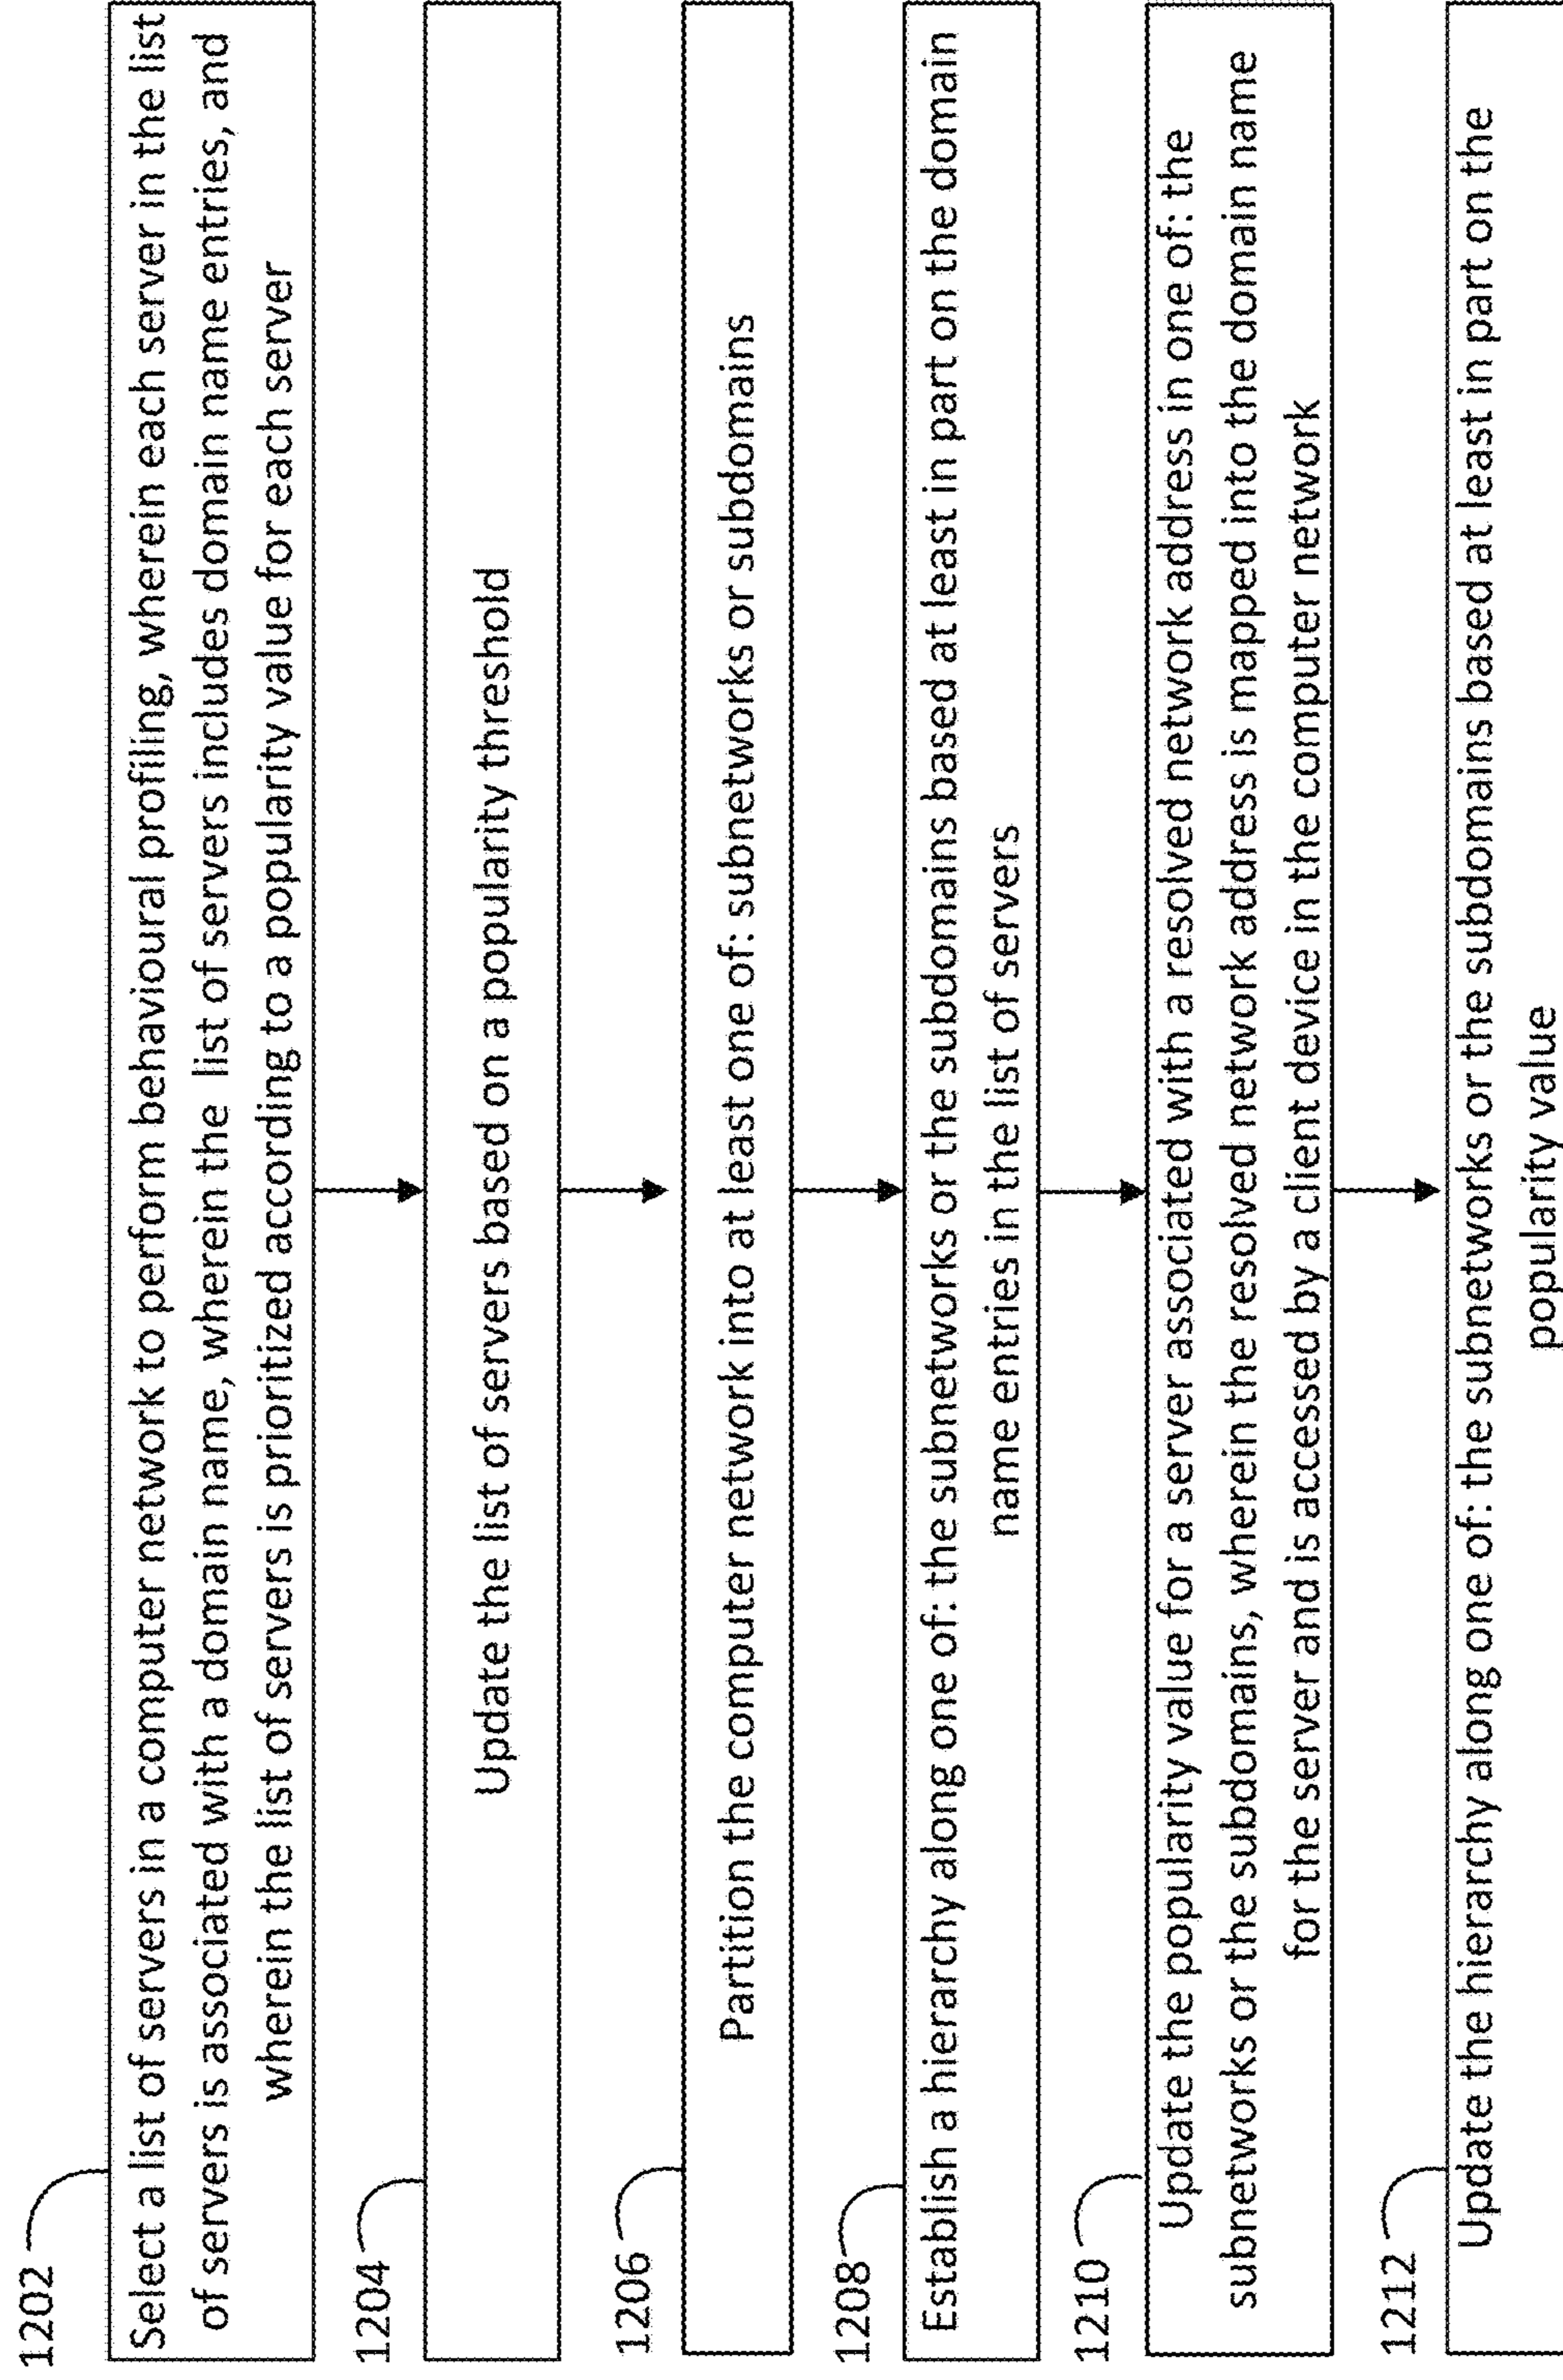 1202
Select a list of servers in a computer network to perform behavioural profiling, wherein each server in the list
of servers is associated with a domain name, wherein the list of servers includes domain name entries, and
wherein the list of servers is prioritized according to a popularity value for each server
1204
Update the list of servers based on a popularity threshold
1206
Partition the computer network into at least one of: subnetworks or subdomains
1208
Establish a hierarchy along one of: the subnetworks or the subdomains based at least in part on the domain
name entries in the list of servers
1210
Update the popularity value for a server associated with a resolved network address in one of: the
subnetworks or the subdomains, wherein the resolved network address is mapped into the domain name
for the server and is accessed by a client device in the computer network
1212
Update the hierarchy along one of: the subnetworks or the subdomains based at least in part on the
popularity value